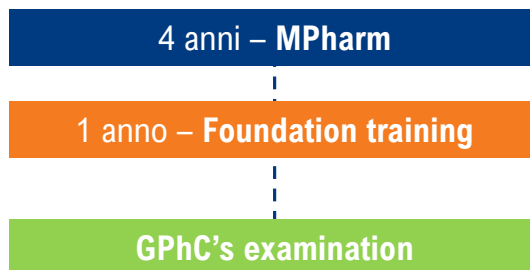 4 anni – MPharm
1 anno – Foundation training
GPhC's examination